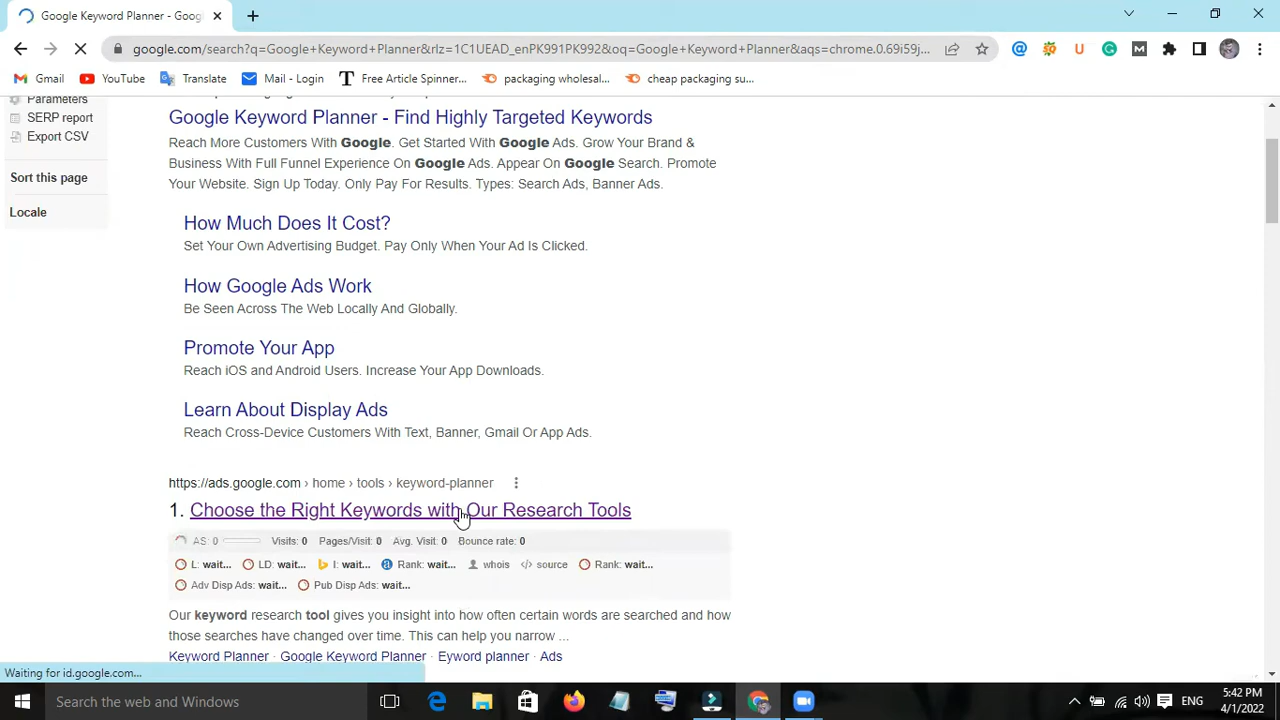 Google Keyword Planner - Goog
google.com/search?q=Google+Keyword+Planner&rlz=1C1UEAD_enPK991PK992&oq=Google+Keyword+Planner&aqs=chrome.0.69i59j...
Gmail YouTube Translate Mail - Login Free Article Spinner... packaging wholesal... cheap packaging su...
Parameters
SERP report
Export CSV
Sort this page
Locale
Google Keyword Planner - Find Highly Targeted Keywords
Reach More Customers With Google. Get Started With Google Ads. Grow Your Brand &
Business With Full Funnel Experience On Google Ads. Appear On Google Search. Promote
Your Website. Sign Up Today. Only Pay For Results. Types: Search Ads, Banner Ads.
How Much Does It Cost?
Set Your Own Advertising Budget. Pay Only When Your Ad Is Clicked.
How Google Ads Work
Be Seen Across The Web Locally And Globally.
Promote Your App
Reach iOS and Android Users. Increase Your App Downloads.
Learn About Display Ads
Reach Cross-Device Customers With Text, Banner, Gmail Or App Ads.
https://ads.google.com › home › tools › keyword-planner
1. Choose the Right Keywords with Our Research Tools
AS: 0 Visits: 0 Pages/Visit: 0 Avg. Visit: 0 Bounce rate: 0
L: wait... LD: wait... I: wait... Rank: wait... whois </> source Rank: wait...
Adv Disp Ads: wait... Pub Disp Ads: wait...
Our keyword research tool gives you insight into how often certain words are searched and how
those searches have changed over time. This can help you narrow ...
Keyword Planner · Google Keyword Planner · Eyword planner · Ads
Waiting for id.google.com...
Search the web and Windows
ENG
5:42 PM
4/1/2022